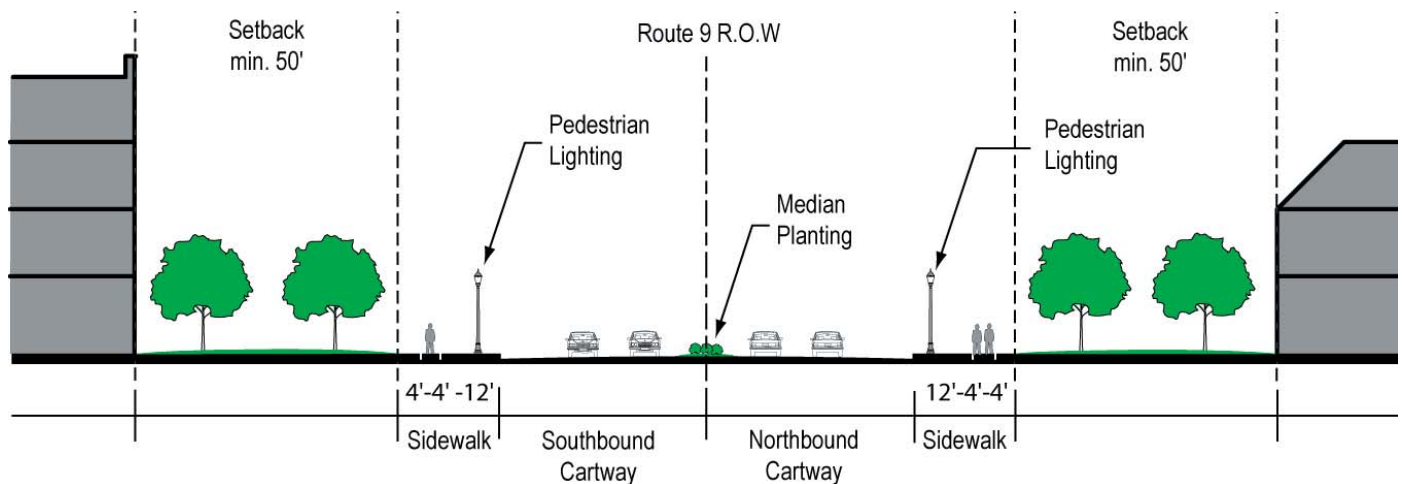 Setback
min. 50'
Route 9 R.O.W
Setback
min. 50'
Pedestrian
Lighting
Pedestrian
Lighting
Median
Planting
4'-4' -12'
12'-4'-4'
Sidewalk
Southbound
Cartway
Northbound
Cartway
Sidewalk